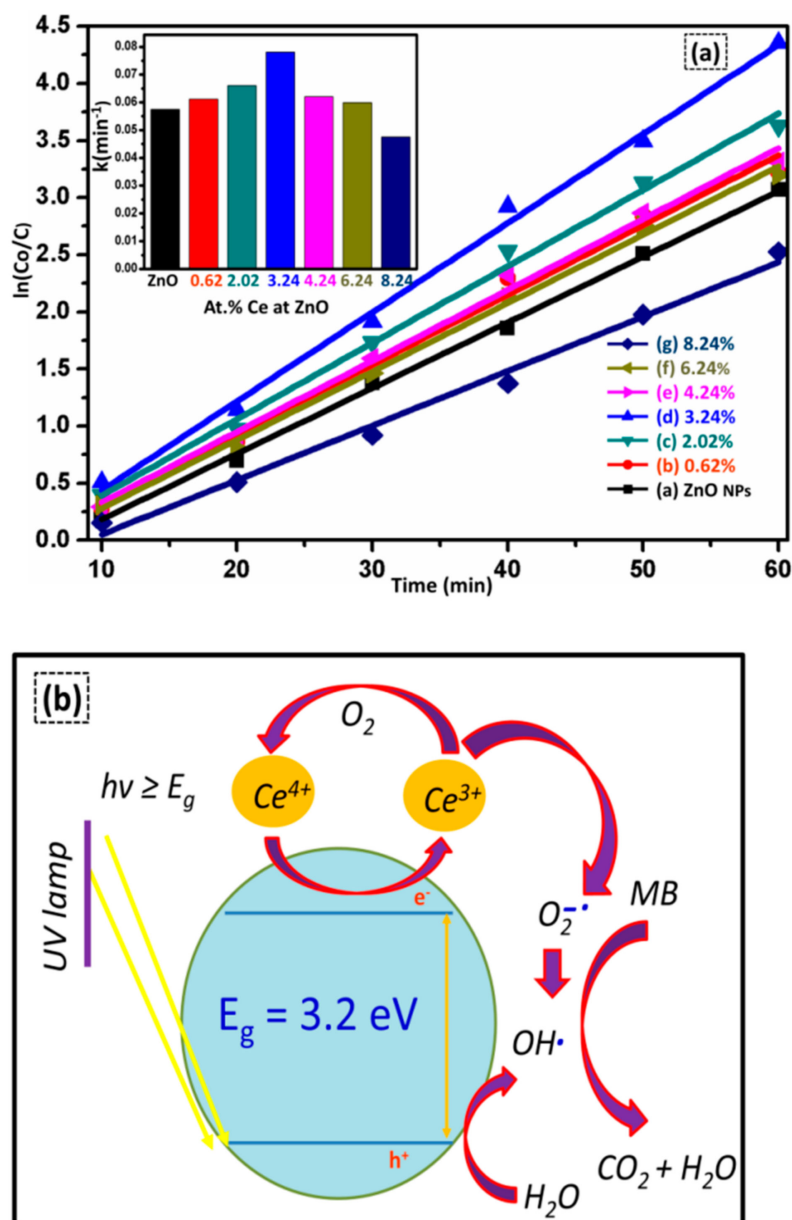 (a)
ln(Co/C)
4.5
4.0
3.5
3.0
2.5
2.0
1.5
1.0
0.5
0.0
10 20 30 40 50 60
Time (min)
k(min⁻¹)
0.08
0.07
0.06
0.05
0.04
0.03
0.02
0.01
0.00
ZnO 0.62 2.02 3.24 4.24 6.24 8.24
At.% Ce at ZnO
(g) 8.24%
(f) 6.24%
(e) 4.24%
(d) 3.24%
(c) 2.02%
(b) 0.62%
(a) ZnO NPs
(b)
O₂
hν ≥ E_g
Ce⁴⁺
Ce³⁺
UV lamp
e⁻
O₂⁻•
MB
E_g = 3.2 eV
OH•
h⁺
CO₂ + H₂O
H₂O